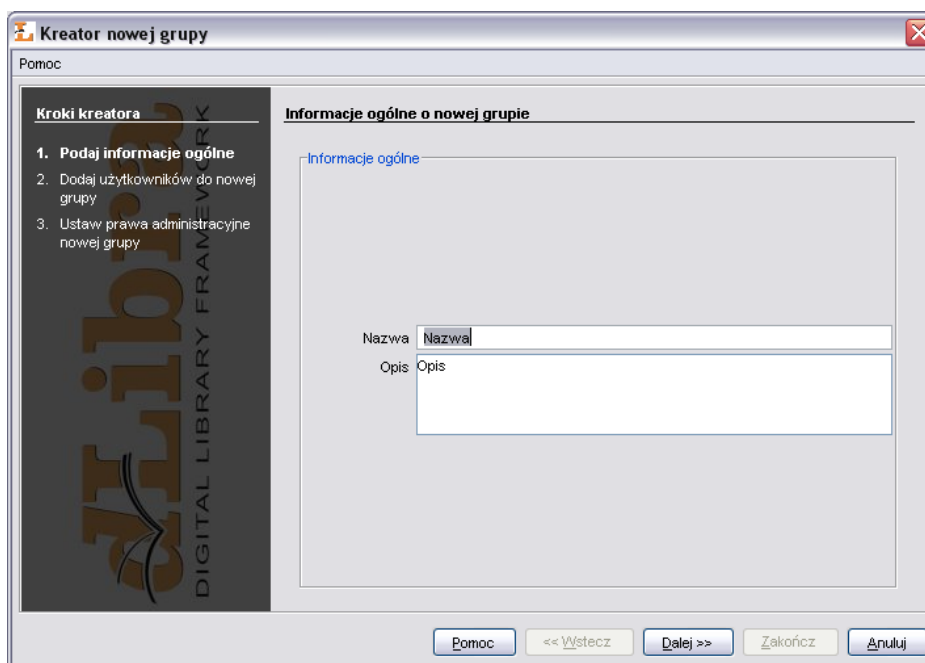 Kreator nowej grupy
Pomoc
Kroki kreatora
1. Podaj informacje ogólne
2. Dodaj użytkowników do nowej
grupy
3. Ustaw prawa administracyjne
nowej grupy
dLibra
DIGITAL LIBRARY FRAMEWORK
Informacje ogólne o nowej grupie
Informacje ogólne
Nazwa Nazwa
Opis Opis
Pomoc << Wstecz Dalej >> Zakończ Anuluj